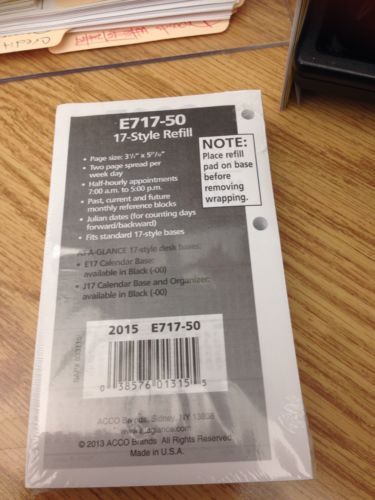 Credit
E717-50
17-Style Refill
• Page size: 3½" x 5¹⁵/₁₆"
• Two page spread per
week day
• Half-hourly appointments
7:00 a.m. to 5:00 p.m.
• Past, current and future
monthly reference blocks
• Julian dates (for counting days
forward/backward)
• Fits standard 17-style bases
NOTE:
Place refill
pad on base
before
removing
wrapping.
AT-A-GLANCE 17-style desk bases:
• E17 Calendar Base:
available in Black (-00)
• J17 Calendar Base and Organizer:
available in Black (-00)
2015 E717-50
0 38576 01315 5
ACCO Brands, Sidney, NY 13838
www.ataglance.com
© 2013 ACCO Brands All Rights Reserved
Made in U.S.A.